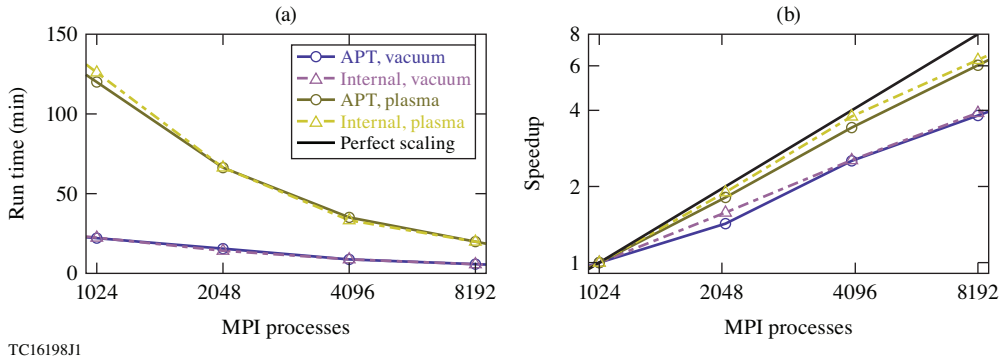 (a)
150
100
50
0
Run time (min)
APT, vacuum
Internal, vacuum
APT, plasma
Internal, plasma
Perfect scaling
1024 2048 4096 8192
MPI processes
(b)
8
6
4
2
1
Speedup
1024 2048 4096 8192
MPI processes
TC16198J1